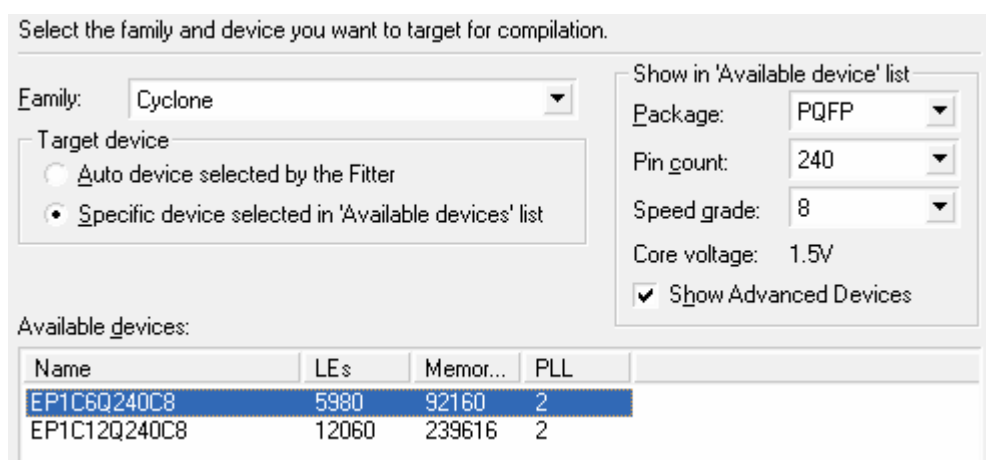 Select the family and device you want to target for compilation.
Family: Cyclone
Target device
Auto device selected by the Fitter
Specific device selected in 'Available devices' list
Show in 'Available device' list
Package: PQFP
Pin count: 240
Speed grade: 8
Core voltage: 1.5V
Show Advanced Devices
Available devices:
Name LEs Memor... PLL
EP1C6Q240C8 5980 92160 2
EP1C12Q240C8 12060 239616 2